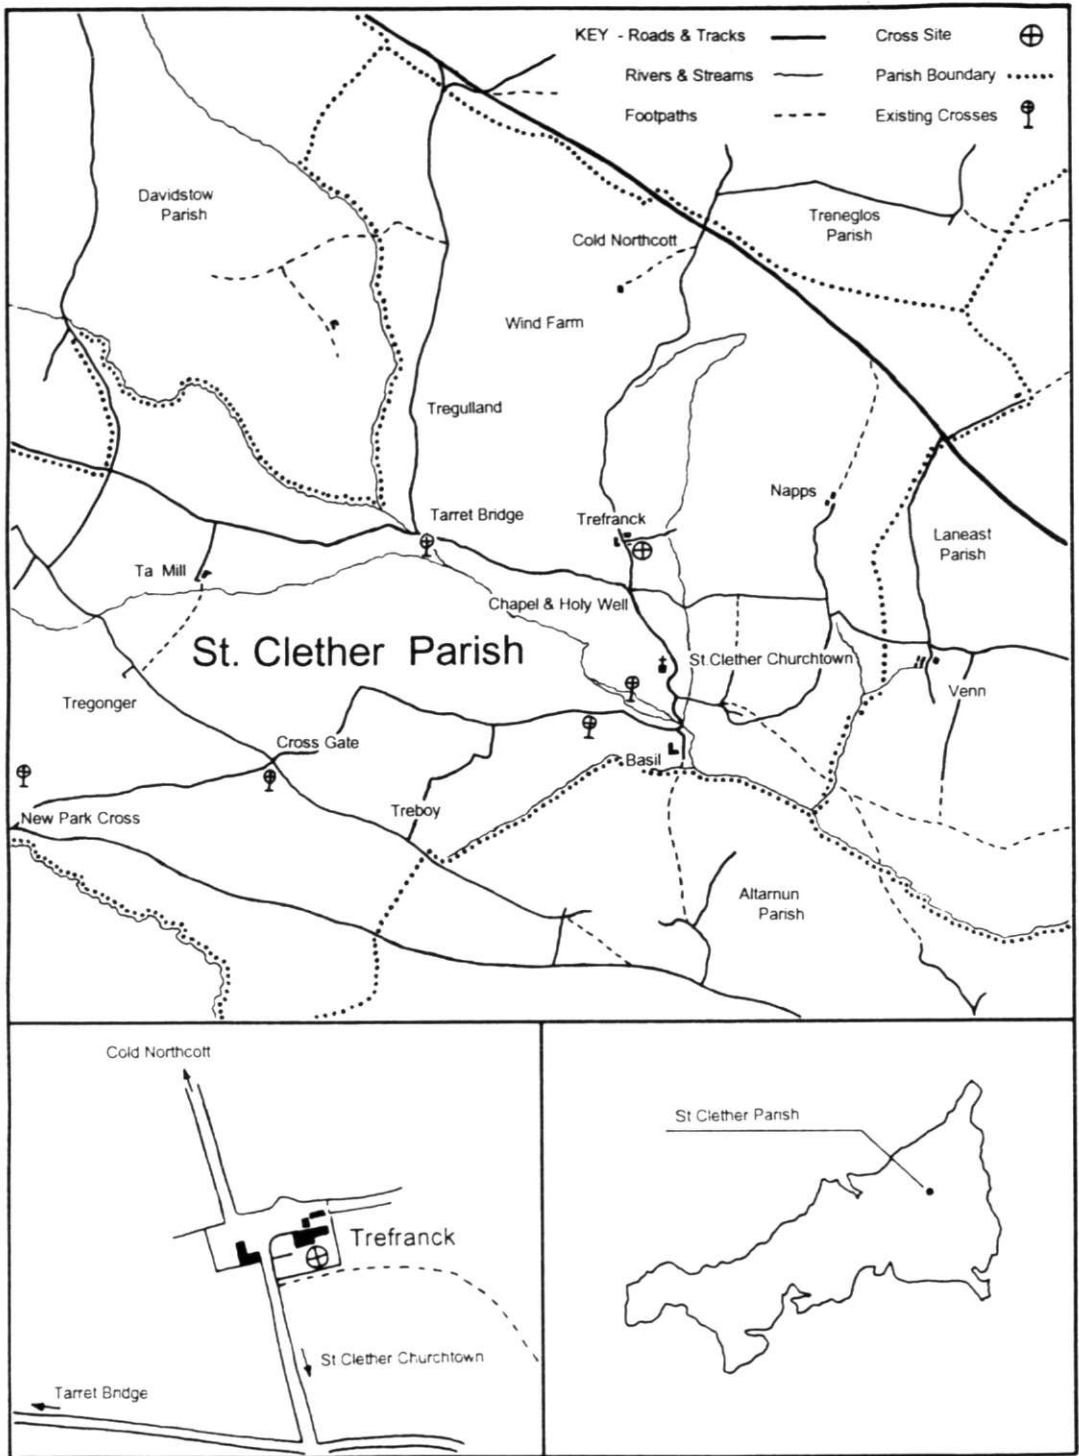 KEY - Roads & Tracks
Cross Site
Rivers & Streams
Parish Boundary
Footpaths
Existing Crosses
Davidstow
Parish
Treneglos
Parish
Cold Northcott
Wind Farm
Tregulland
Napps
Tarret Bridge
Trefranck
Laneast
Parish
Ta Mill
Chapel & Holy Well
St. Clether Parish
St.Clether Churchtown
Tregonger
Venn
Cross Gate
Basil
Treboy
New Park Cross
Altarnun
Parish
Cold Northcott
Trefranck
St Clether Churchtown
Tarret Bridge
St Clether Parish